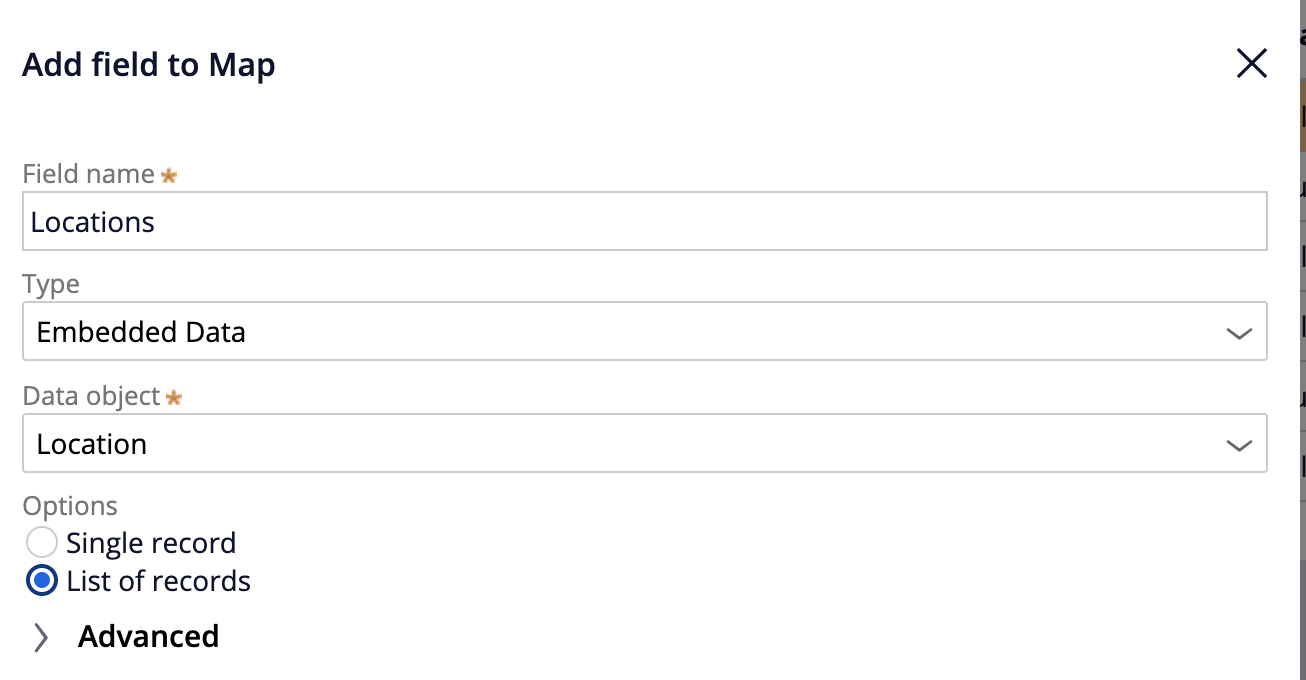 Add field to Map
Field name *
Locations
Type
Embedded Data
Data object *
Location
Options
Single record
List of records
Advanced